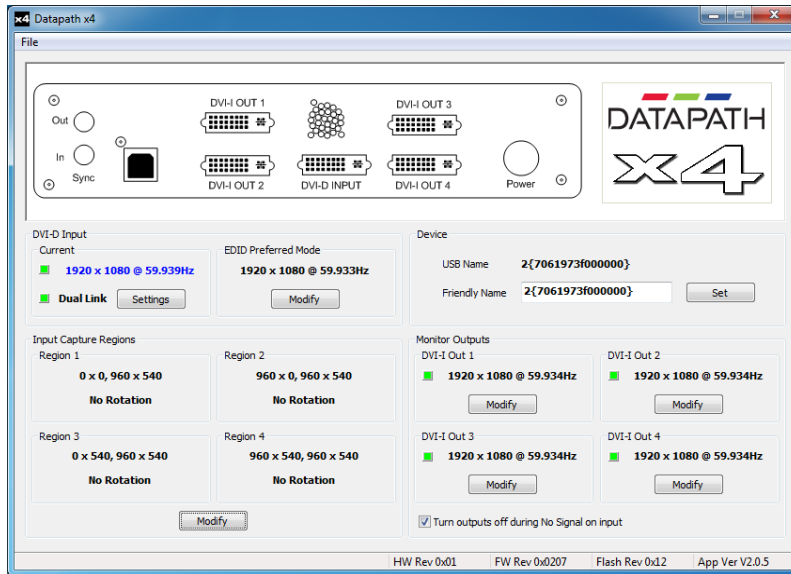 x4 Datapath x4
File
Out
In
Sync
DVI-I OUT 1
DVI-I OUT 2
DVI-D INPUT
DVI-I OUT 3
DVI-I OUT 4
Power
DATAPATH
x4
DVI-D Input
Current
1920 x 1080 @ 59.939Hz
Dual Link
Settings
EDID Preferred Mode
1920 x 1080 @ 59.933Hz
Modify
Device
USB Name 2{7061973f000000}
Friendly Name 2{7061973f000000} Set
Input Capture Regions
Region 1
0 x 0, 960 x 540
No Rotation
Region 2
960 x 0, 960 x 540
No Rotation
Region 3
0 x 540, 960 x 540
No Rotation
Region 4
960 x 540, 960 x 540
No Rotation
Modify
Monitor Outputs
DVI-I Out 1
1920 x 1080 @ 59.934Hz
Modify
DVI-I Out 2
1920 x 1080 @ 59.934Hz
Modify
DVI-I Out 3
1920 x 1080 @ 59.934Hz
Modify
DVI-I Out 4
1920 x 1080 @ 59.934Hz
Modify
Turn outputs off during No Signal on input
HW Rev 0x01 FW Rev 0x0207 Flash Rev 0x12 App Ver V2.0.5